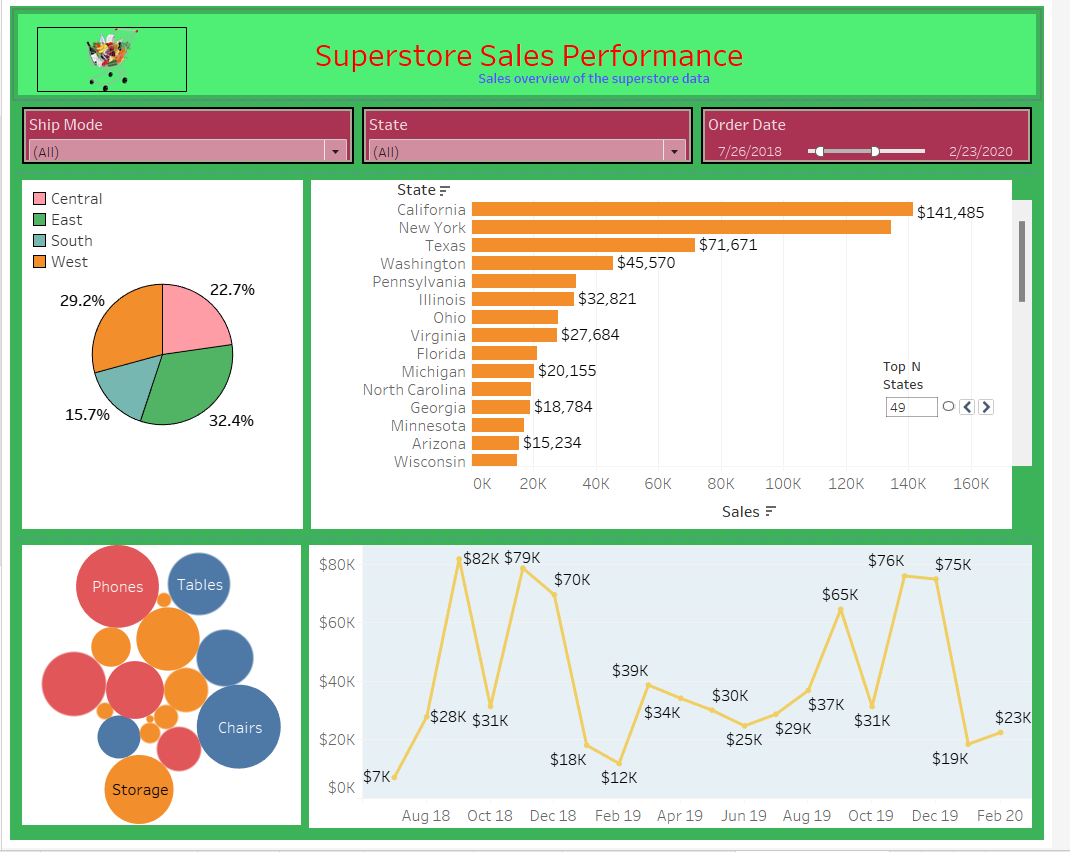 Superstore Sales Performance
Sales overview of the superstore data
Ship Mode
(All)
State
(All)
Order Date
7/26/2018 2/23/2020
Central
East
South
West
29.2% 22.7%
15.7% 32.4%
State
California $141,485
New York
Texas $71,671
Washington $45,570
Pennsylvania
Illinois $32,821
Ohio
Virginia $27,684
Florida
Michigan $20,155
North Carolina
Georgia $18,784
Minnesota
Arizona $15,234
Wisconsin
0K 20K 40K 60K 80K 100K 120K 140K 160K
Sales
Top N
States
49
Phones Tables
Chairs
Storage
$80K
$60K
$40K
$20K
$0K
$7K $28K $82K $31K $79K $70K $18K $12K $39K $34K $30K $25K $29K $37K $65K $31K $76K $75K $19K $23K
Aug 18 Oct 18 Dec 18 Feb 19 Apr 19 Jun 19 Aug 19 Oct 19 Dec 19 Feb 20